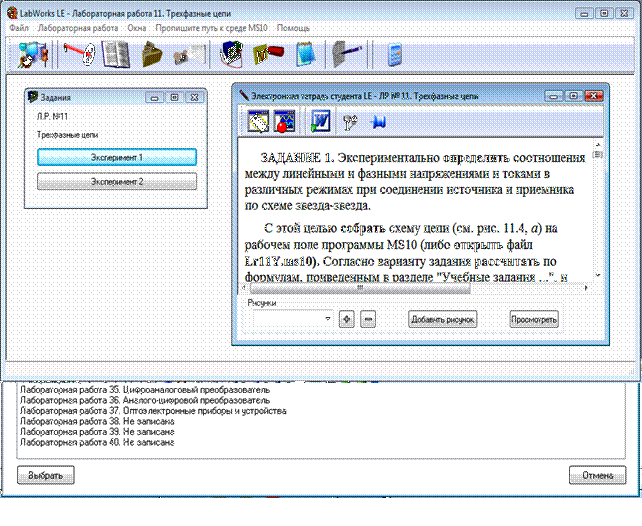 LabWorks LE - Лабораторная работа 11. Трехфазные цепи
Файл Лабораторная работа Окна Пропишите путь к среде MS10 Помощь
Задания
Л.Р. №11
Трехфазные цепи
Эксперимент 1
Эксперимент 2
Электронная тетрадь студента LE - ЛР № 11. Трехфазные цепи
ЗАДАНИЕ 1. Экспериментально определить соотношения
между линейными и фазными напряжениями и токами в
различных режимах при соединении источника и приемника
по схеме звезда-звезда.
С этой целью собрать схему цепи (см. рис. 11.4, а) на
рабочем поле программы MS10 (либо открыть файл
Lr11Y.ms10). Согласно варианту задания рассчитать по
формулам, приведенным в разделе "Учебные задания ...", и
Рисунки
Добавить рисунок
Просмотреть
Лабораторная работа 35. Цифроаналоговый преобразователь
Лабораторная работа 36. Аналого-цифровой преобразователь
Лабораторная работа 37. Оптоэлектронные приборы и устройства
Лабораторная работа 38. Не записана
Лабораторная работа 39. Не записана
Лабораторная работа 40. Не записана
Выбрать
Отмена